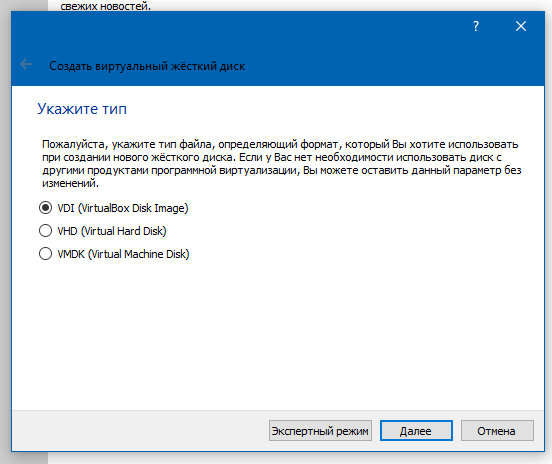 свежих новостей.
?
Создать виртуальный жёсткий диск
Укажите тип
Пожалуйста, укажите тип файла, определяющий формат, который Вы хотите использовать
при создании нового жёсткого диска. Если у Вас нет необходимости использовать диск с
другими продуктами программной виртуализации, Вы можете оставить данный параметр без
изменений.
VDI (VirtualBox Disk Image)
VHD (Virtual Hard Disk)
VMDK (Virtual Machine Disk)
Экспертный режим
Далее
Отмена